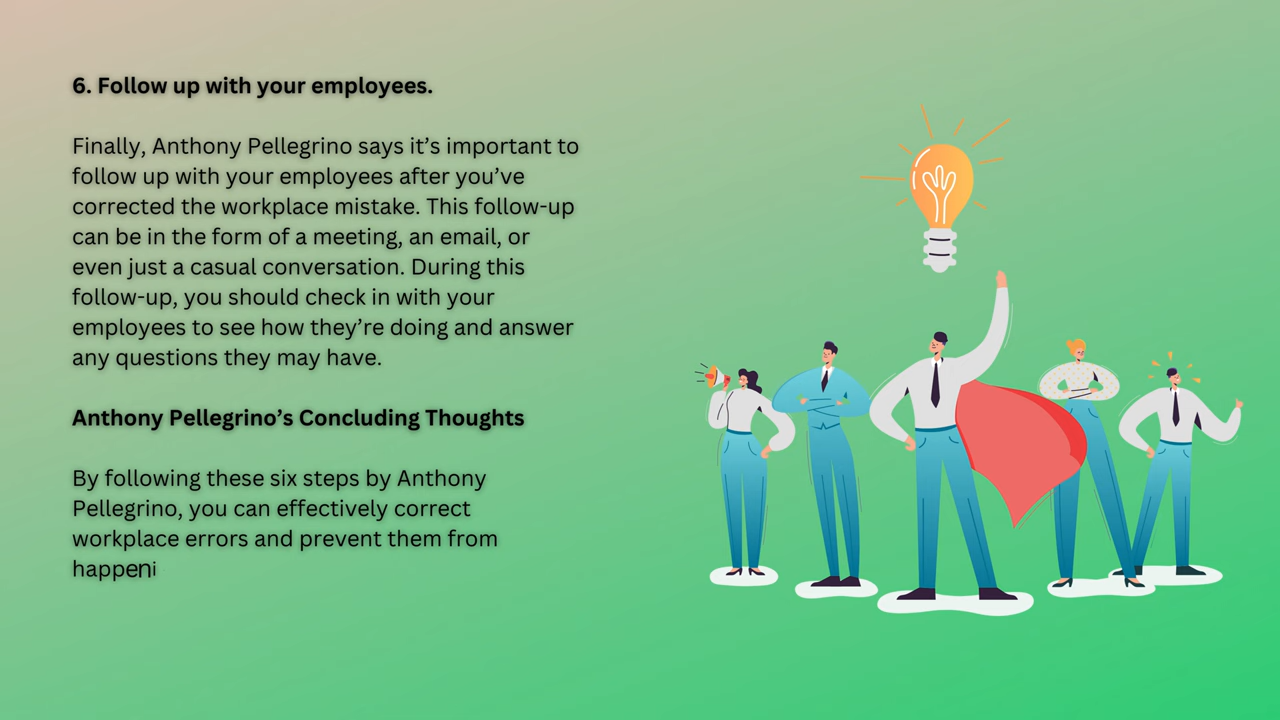 6. Follow up with your employees.
Finally, Anthony Pellegrino says it’s important to
follow up with your employees after you’ve
corrected the workplace mistake. This follow-up
can be in the form of a meeting, an email, or
even just a casual conversation. During this
follow-up, you should check in with your
employees to see how they’re doing and answer
any questions they may have.
Anthony Pellegrino’s Concluding Thoughts
By following these six steps by Anthony
Pellegrino, you can effectively correct
workplace errors and prevent them from
happeni